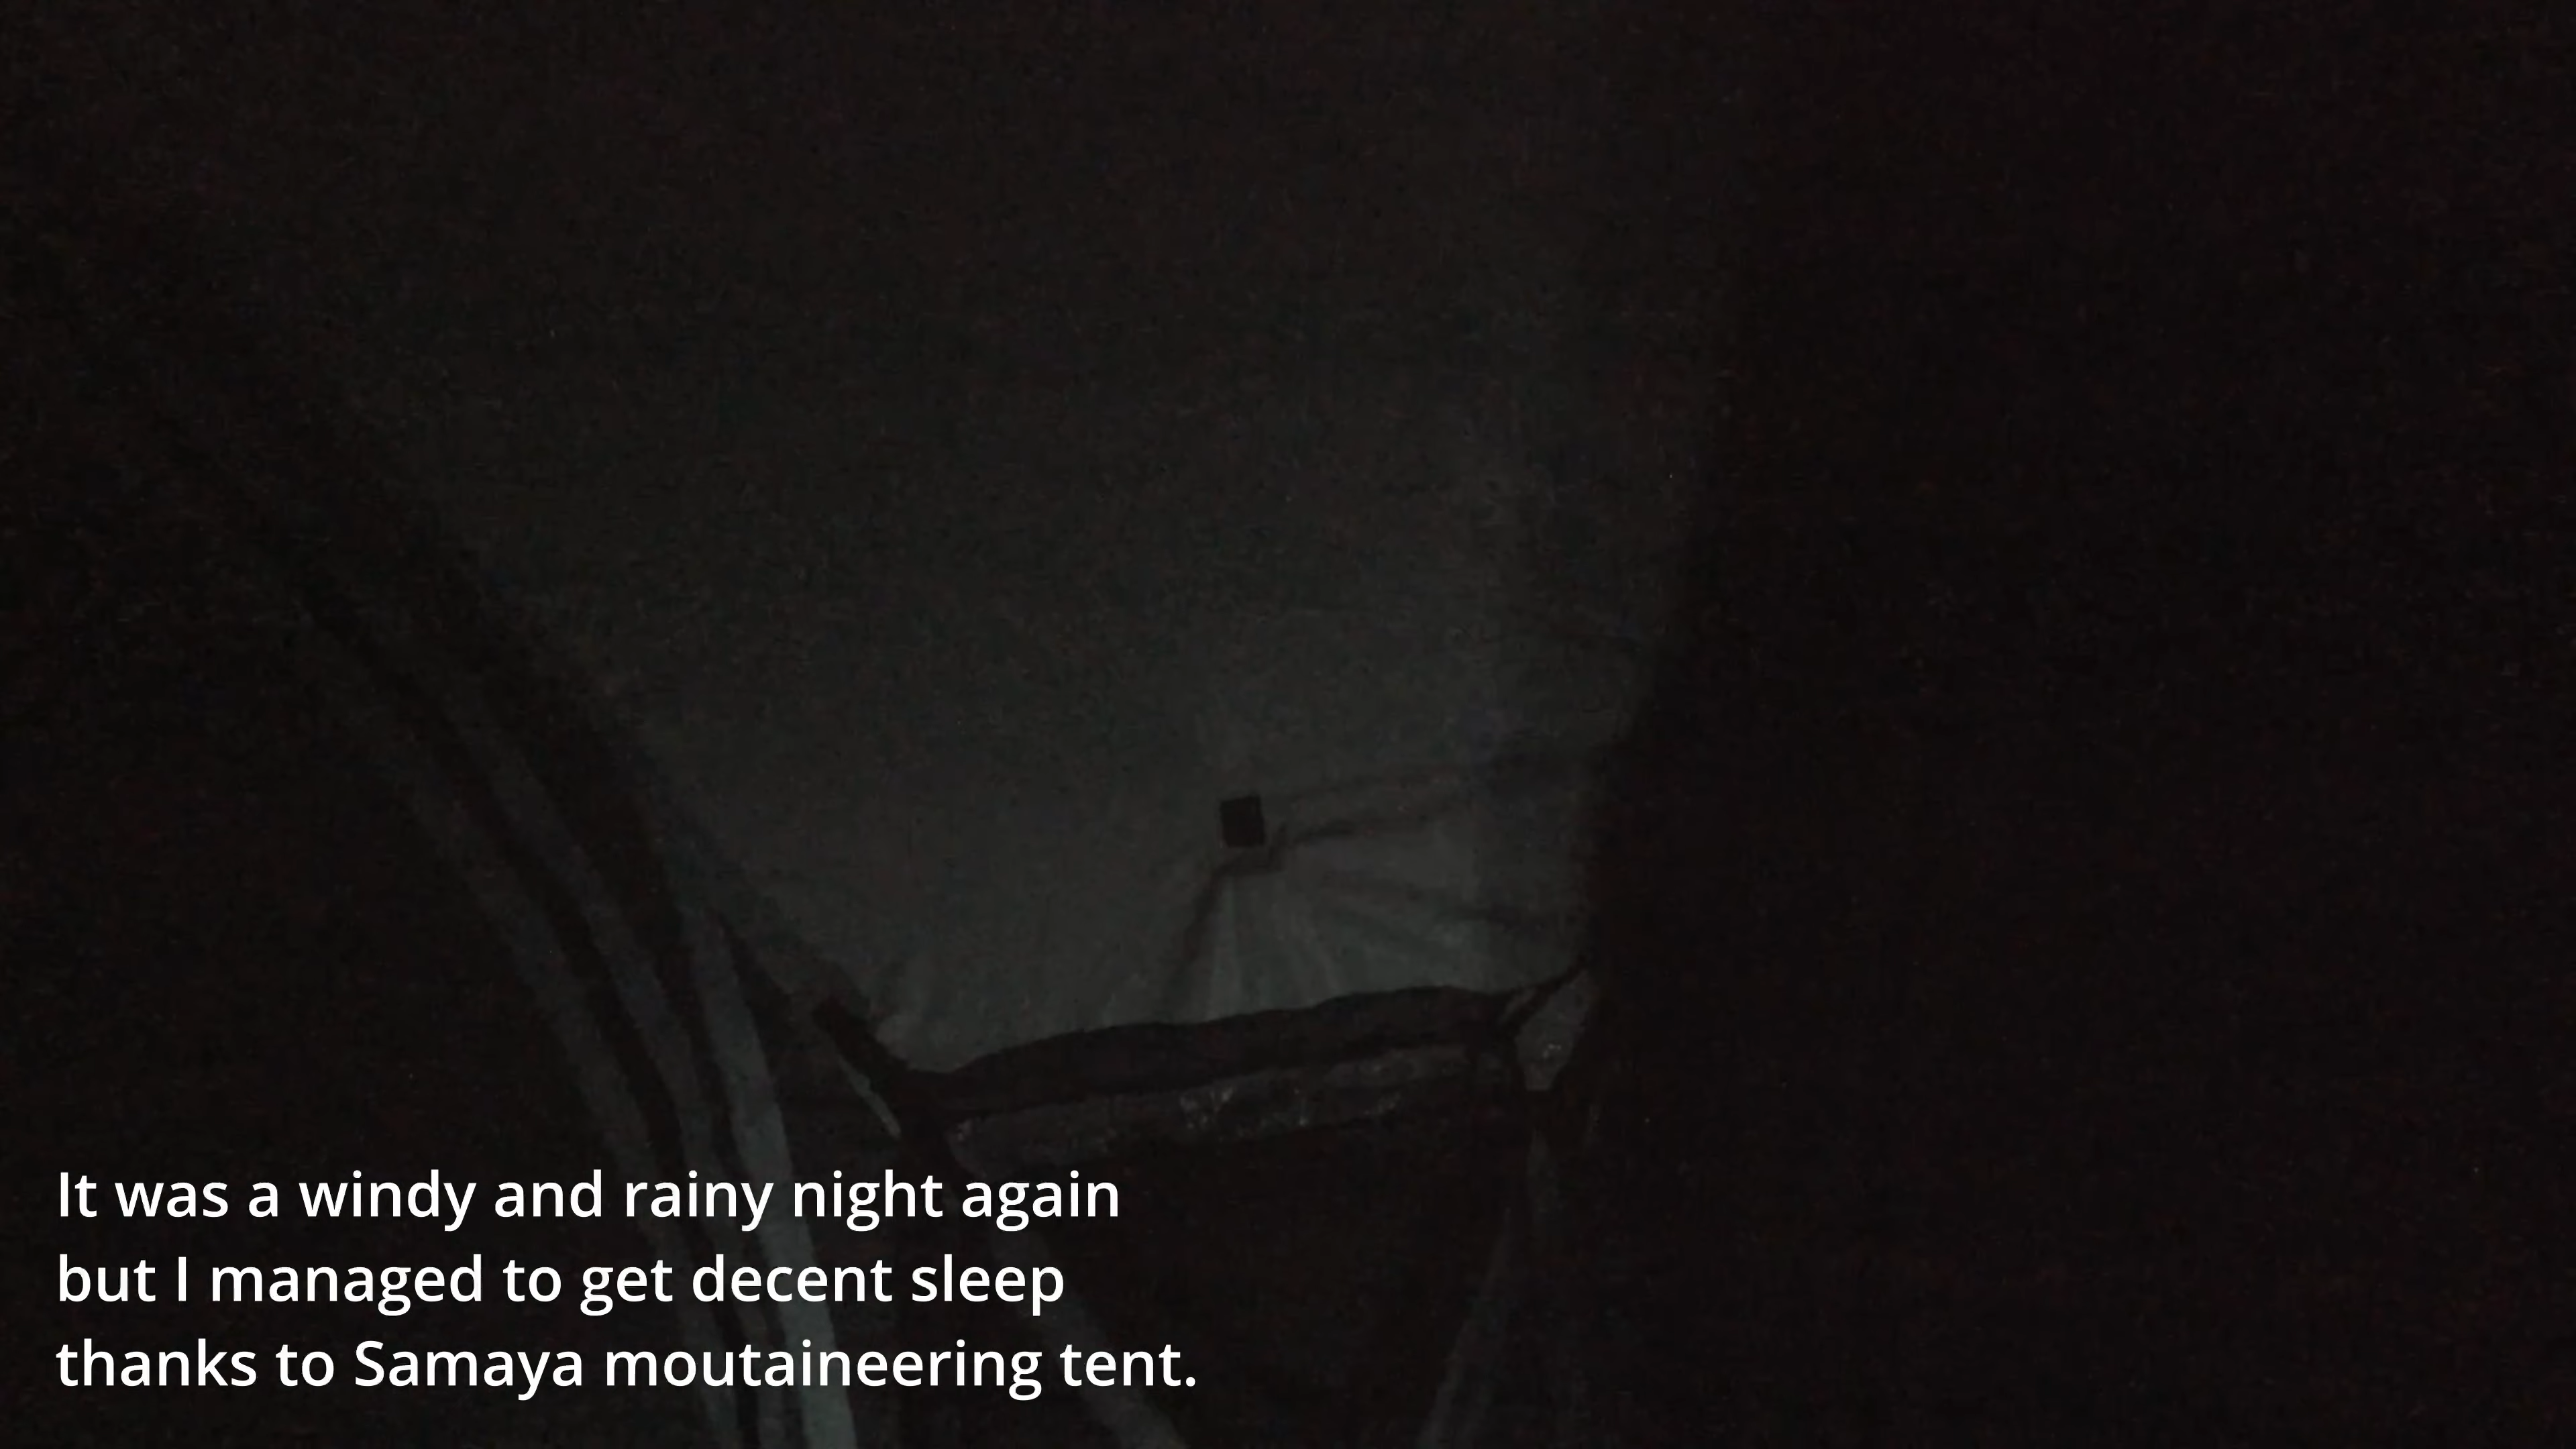 It was a windy and rainy night again
but I managed to get decent sleep
thanks to Samaya moutaineering tent.